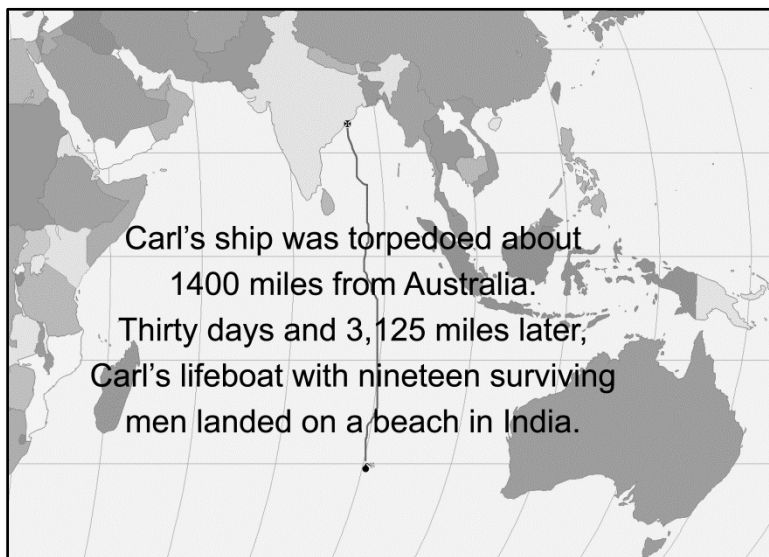 Carl's ship was torpedoed about
1400 miles from Australia.
Thirty days and 3,125 miles later,
Carl's lifeboat with nineteen surviving
men landed on a beach in India.